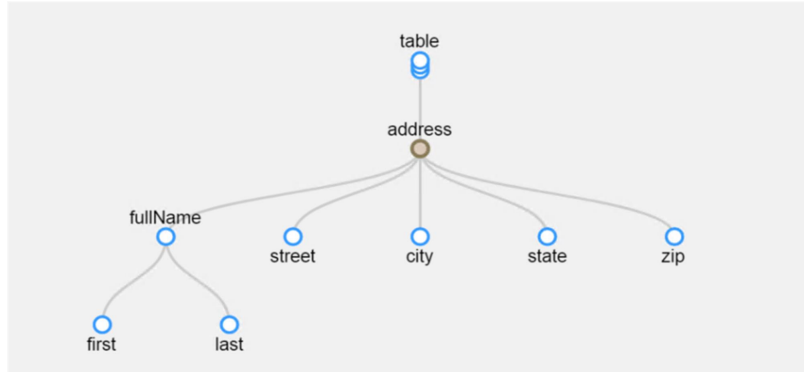 table
address
fullName
street
city
state
zip
first
last